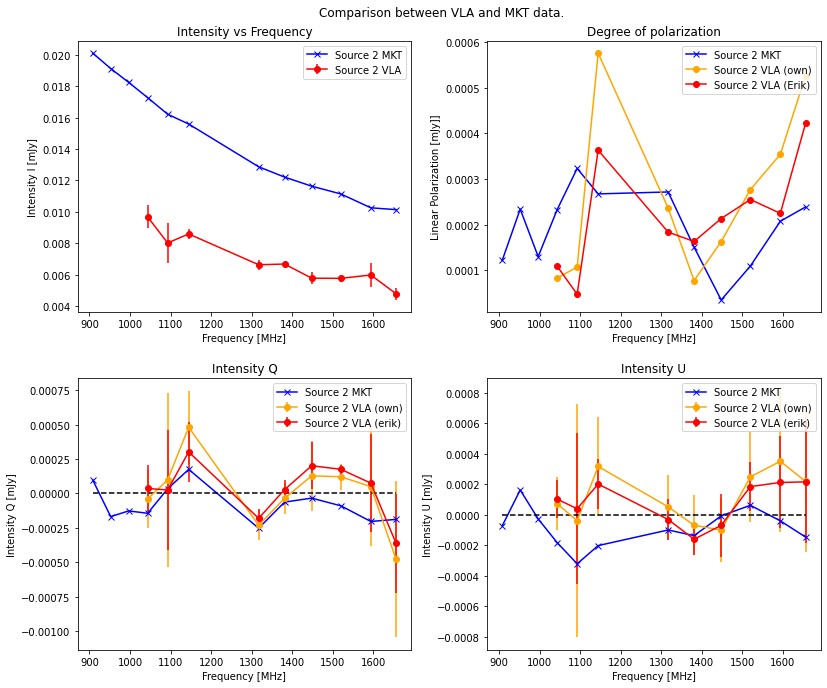 Comparison between VLA and MKT data.
Intensity vs Frequency
Intensity I [mJy]
0.020
0.018
0.016
0.014
0.012
0.010
0.008
0.006
0.004
Source 2 MKT
Source 2 VLA
900 1000 1100 1200 1300 1400 1500 1600
Frequency [MHz]
Degree of polarization
Linear Polarization [mJy]]
0.0006
0.0005
0.0004
0.0003
0.0002
0.0001
Source 2 MKT
Source 2 VLA (own)
Source 2 VLA (Erik)
900 1000 1100 1200 1300 1400 1500 1600
Frequency [MHz]
Intensity Q
Intensity Q [mJy]
0.00075
0.00050
0.00025
0.00000
−0.00025
−0.00050
−0.00075
−0.00100
Source 2 MKT
Source 2 VLA (own)
Source 2 VLA (erik)
900 1000 1100 1200 1300 1400 1500 1600
Frequency [MHz]
Intensity U
Intensity U [mJy]
0.0008
0.0006
0.0004
0.0002
0.0000
−0.0002
−0.0004
−0.0006
−0.0008
Source 2 MKT
Source 2 VLA (own)
Source 2 VLA (erik)
900 1000 1100 1200 1300 1400 1500 1600
Frequency [MHz]